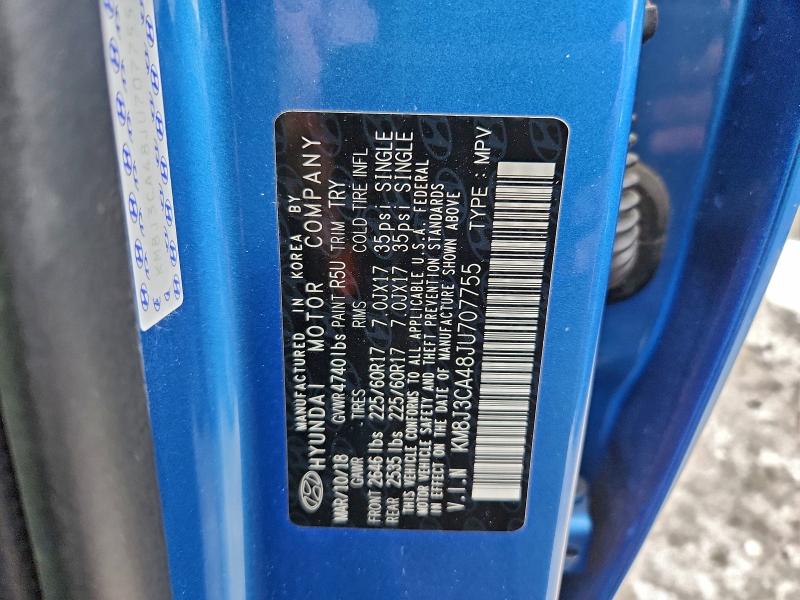 MANUFACTURED IN KOREA BY
HYUNDAI MOTOR COMPANY
MAR/10/18 GVWR 4740 lbs PAINT R5U TRIM TRY
GAWR TIRES RIMS COLD TIRE INFL
FRONT 2646 lbs 225/60R17 7.0JX17 35psi SINGLE
REAR 2535 lbs 225/60R17 7.0JX17 35psi SINGLE
THIS VEHICLE CONFORMS TO ALL APPLICABLE U.S.A. FEDERAL
MOTOR VEHICLE SAFETY AND THEFT PREVENTION STANDARDS
IN EFFECT ON THE DATE OF MANUFACTURE SHOWN ABOVE
V.I.N KM8J3CA48JU707755 TYPE : MPV
KM8J3CA48JU707755